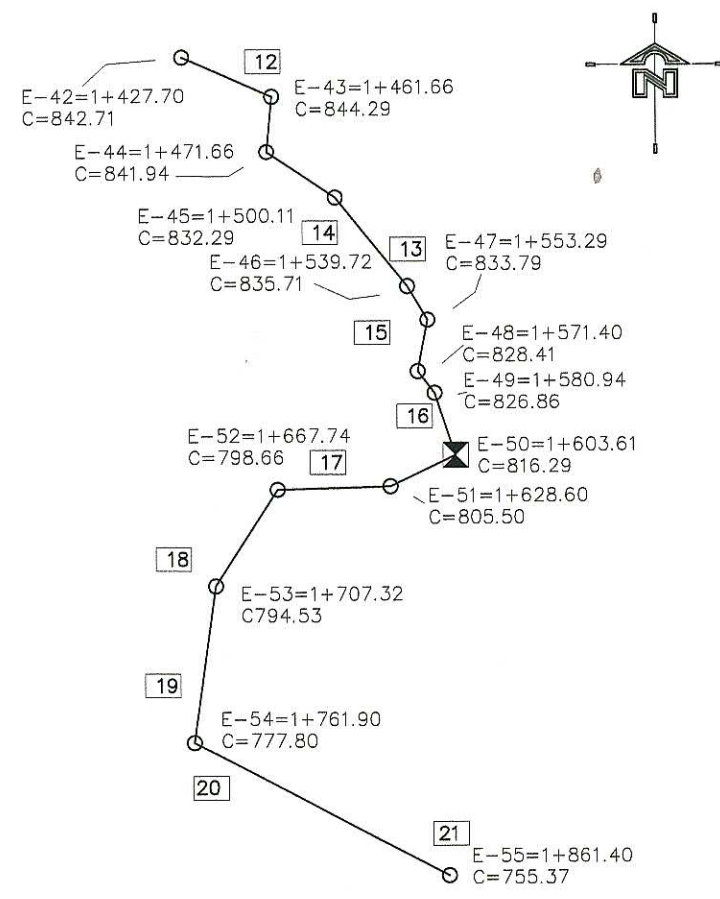 12
E-42=1+427.70
C=842.71
E-43=1+461.66
C=844.29
N
E-44=1+471.66
C=841.94
E-45=1+500.11
C=832.29
14
13
E-46=1+539.72
C=835.71
E-47=1+553.29
C=833.79
15
E-48=1+571.40
C=828.41
E-49=1+580.94
C=826.86
16
E-52=1+667.74
C=798.66
17
E-50=1+603.61
C=816.29
E-51=1+628.60
C=805.50
18
E-53=1+707.32
C794.53
19
E-54=1+761.90
C=777.80
20
21
E-55=1+861.40
C=755.37